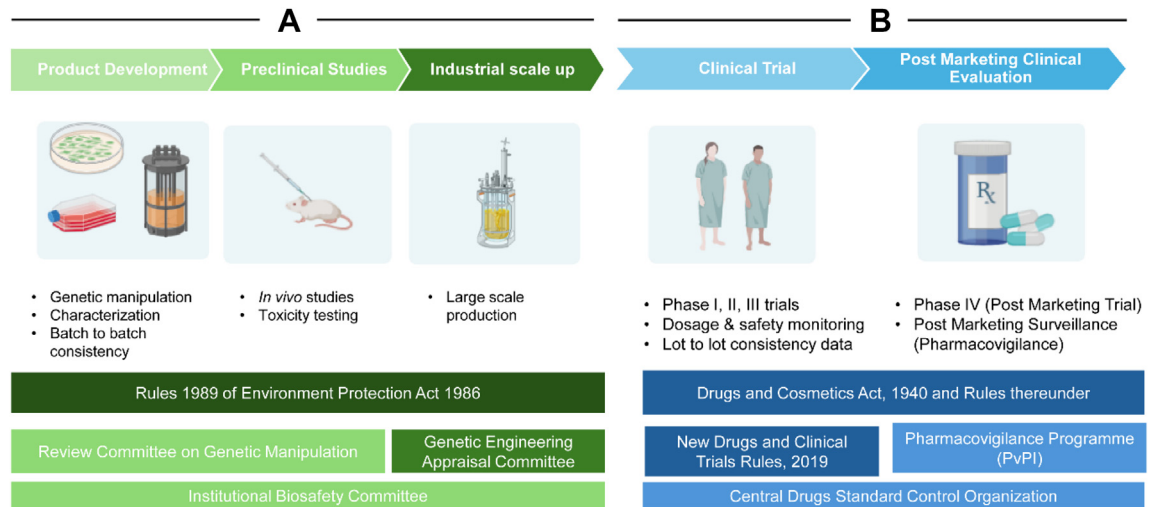 A
B
Product Development
Preclinical Studies
Industrial scale up
Clinical Trial
Post Marketing Clinical
Evaluation
Rx
• Genetic manipulation
• Characterization
• Batch to batch
consistency
• In vivo studies
• Toxicity testing
• Large scale
production
• Phase I, II, III trials
• Dosage & safety monitoring
• Lot to lot consistency data
• Phase IV (Post Marketing Trial)
• Post Marketing Surveillance
(Pharmacovigilance)
Rules 1989 of Environment Protection Act 1986
Drugs and Cosmetics Act, 1940 and Rules thereunder
Review Committee on Genetic Manipulation
Genetic Engineering
Appraisal Committee
New Drugs and Clinical
Trials Rules, 2019
Pharmacovigilance Programme
(PvPI)
Institutional Biosafety Committee
Central Drugs Standard Control Organization